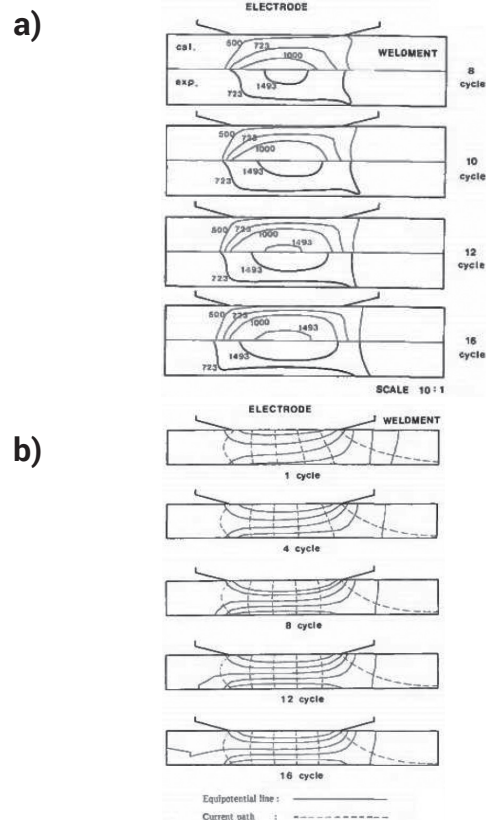 a)
ELECTRODE
cal. 500 723 1000 WELDMENT
exp. 723 1493
8 cycle
500 723 1000
1493 723
10 cycle
500 723 1000 1493
1493 723
12 cycle
500 723 1000 1493
1493 723
16 cycle
SCALE 10:1
b)
ELECTRODE
WELDMENT
1 cycle
4 cycle
8 cycle
12 cycle
16 cycle
Equipotential line :
Current path :